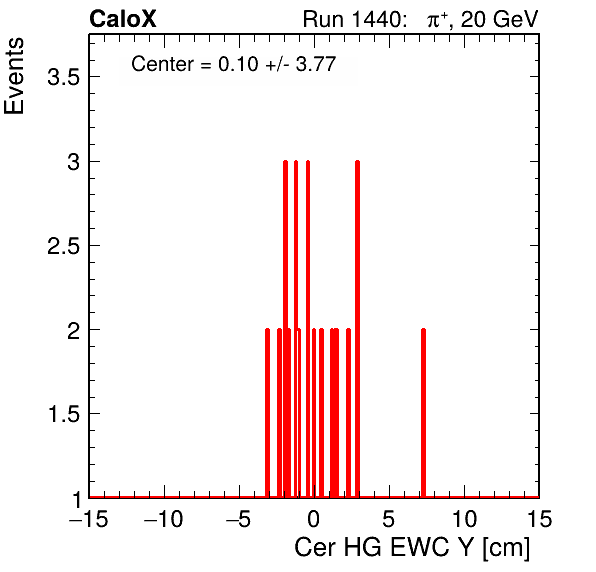 CaloX
Run 1440: π⁺, 20 GeV
Center = 0.10 +/- 3.77
Events
3.5
3
2.5
2
1.5
1
−15 −10 −5 0 5 10 15
Cer HG EWC Y [cm]